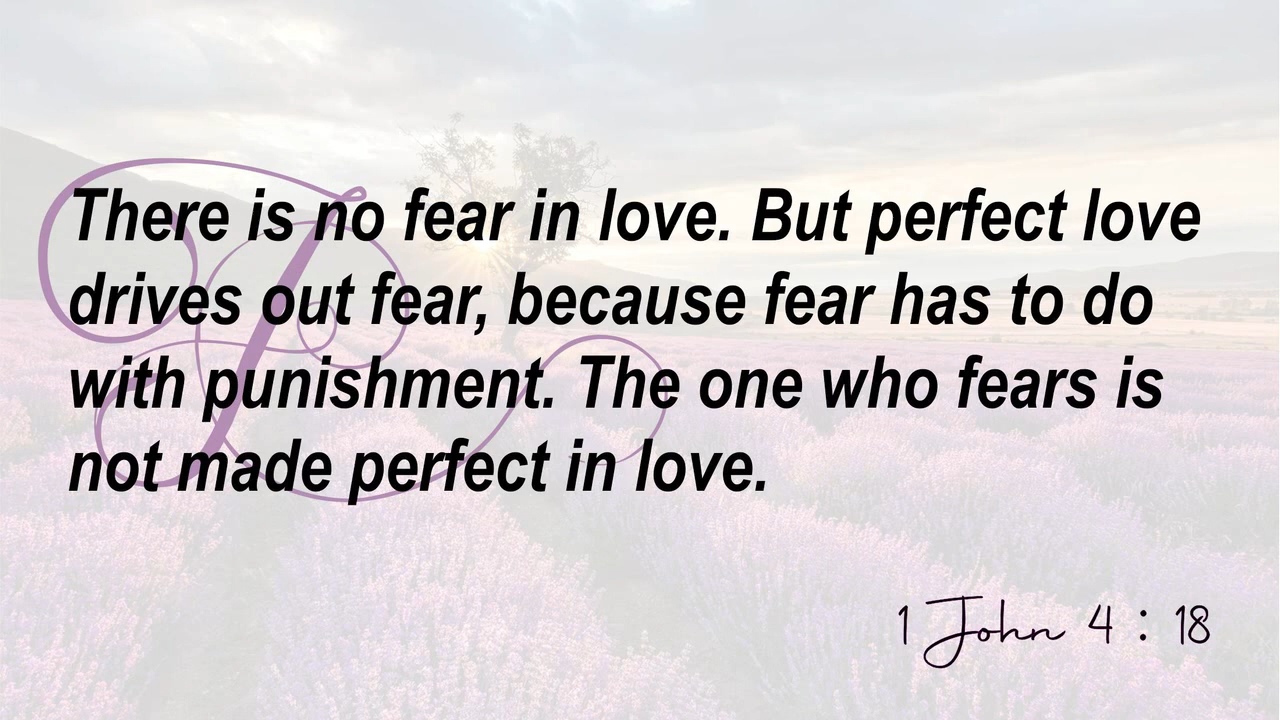 There is no fear in love. But perfect love
drives out fear, because fear has to do
with punishment. The one who fears is
not made perfect in love.
1 John 4 : 18